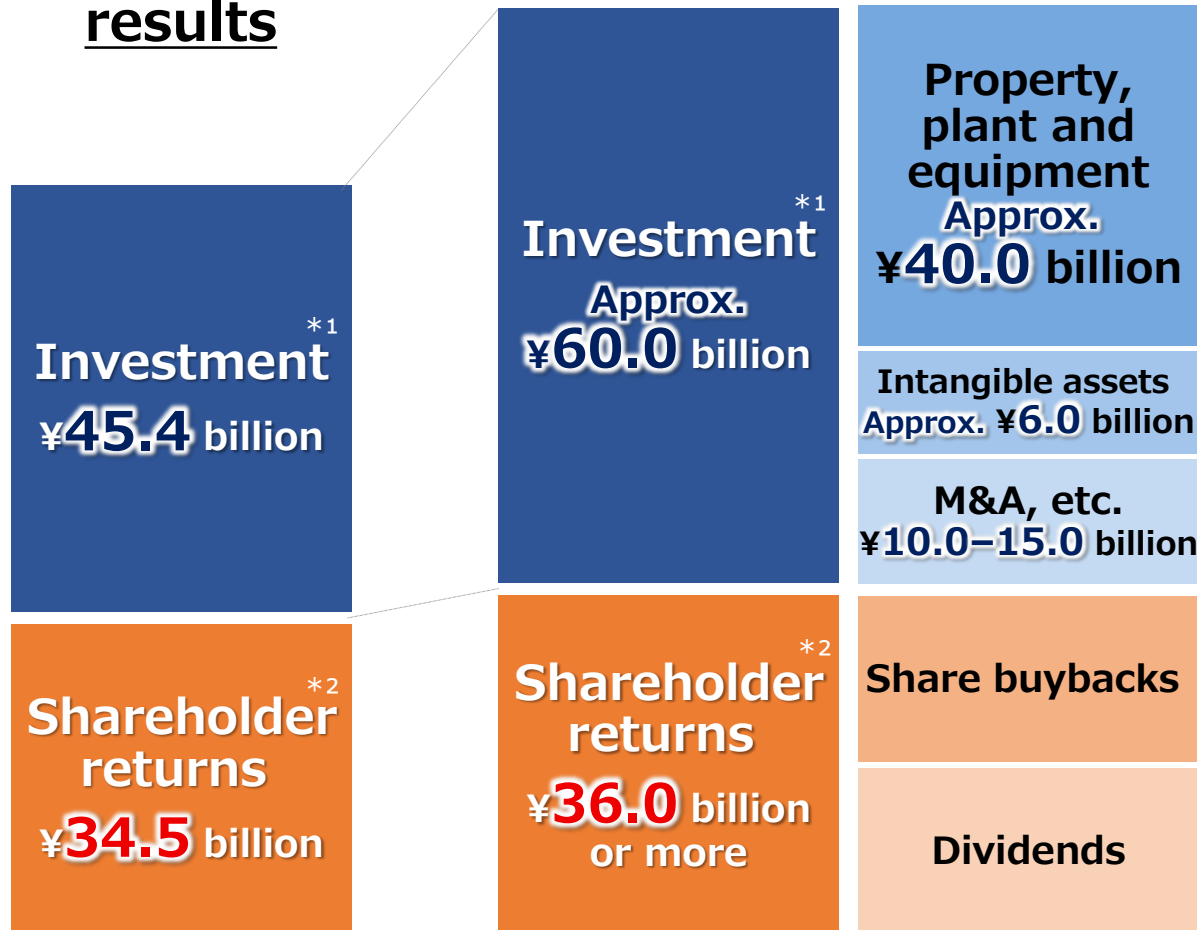 results
*1
Investment
¥45.4 billion
*2
Shareholder
returns
¥34.5 billion
*1
Investment
Approx.
¥60.0 billion
*2
Shareholder
returns
¥36.0 billion
or more
Property,
plant and
equipment
Approx.
¥40.0 billion
Intangible assets
Approx. ¥6.0 billion
M&A, etc.
¥10.0–15.0 billion
Share buybacks
Dividends